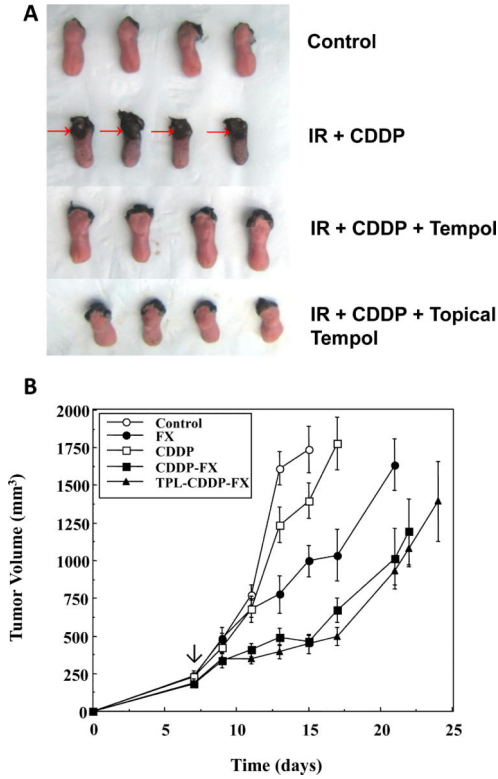 A
Control
IR + CDDP
IR + CDDP + Tempol
IR + CDDP + Topical
Tempol
B
Control
FX
CDDP
CDDP-FX
TPL-CDDP-FX
2000
1750
1500
1250
1000
750
500
250
0
Tumor Volume (mm³)
0
5
10
15
20
25
Time (days)